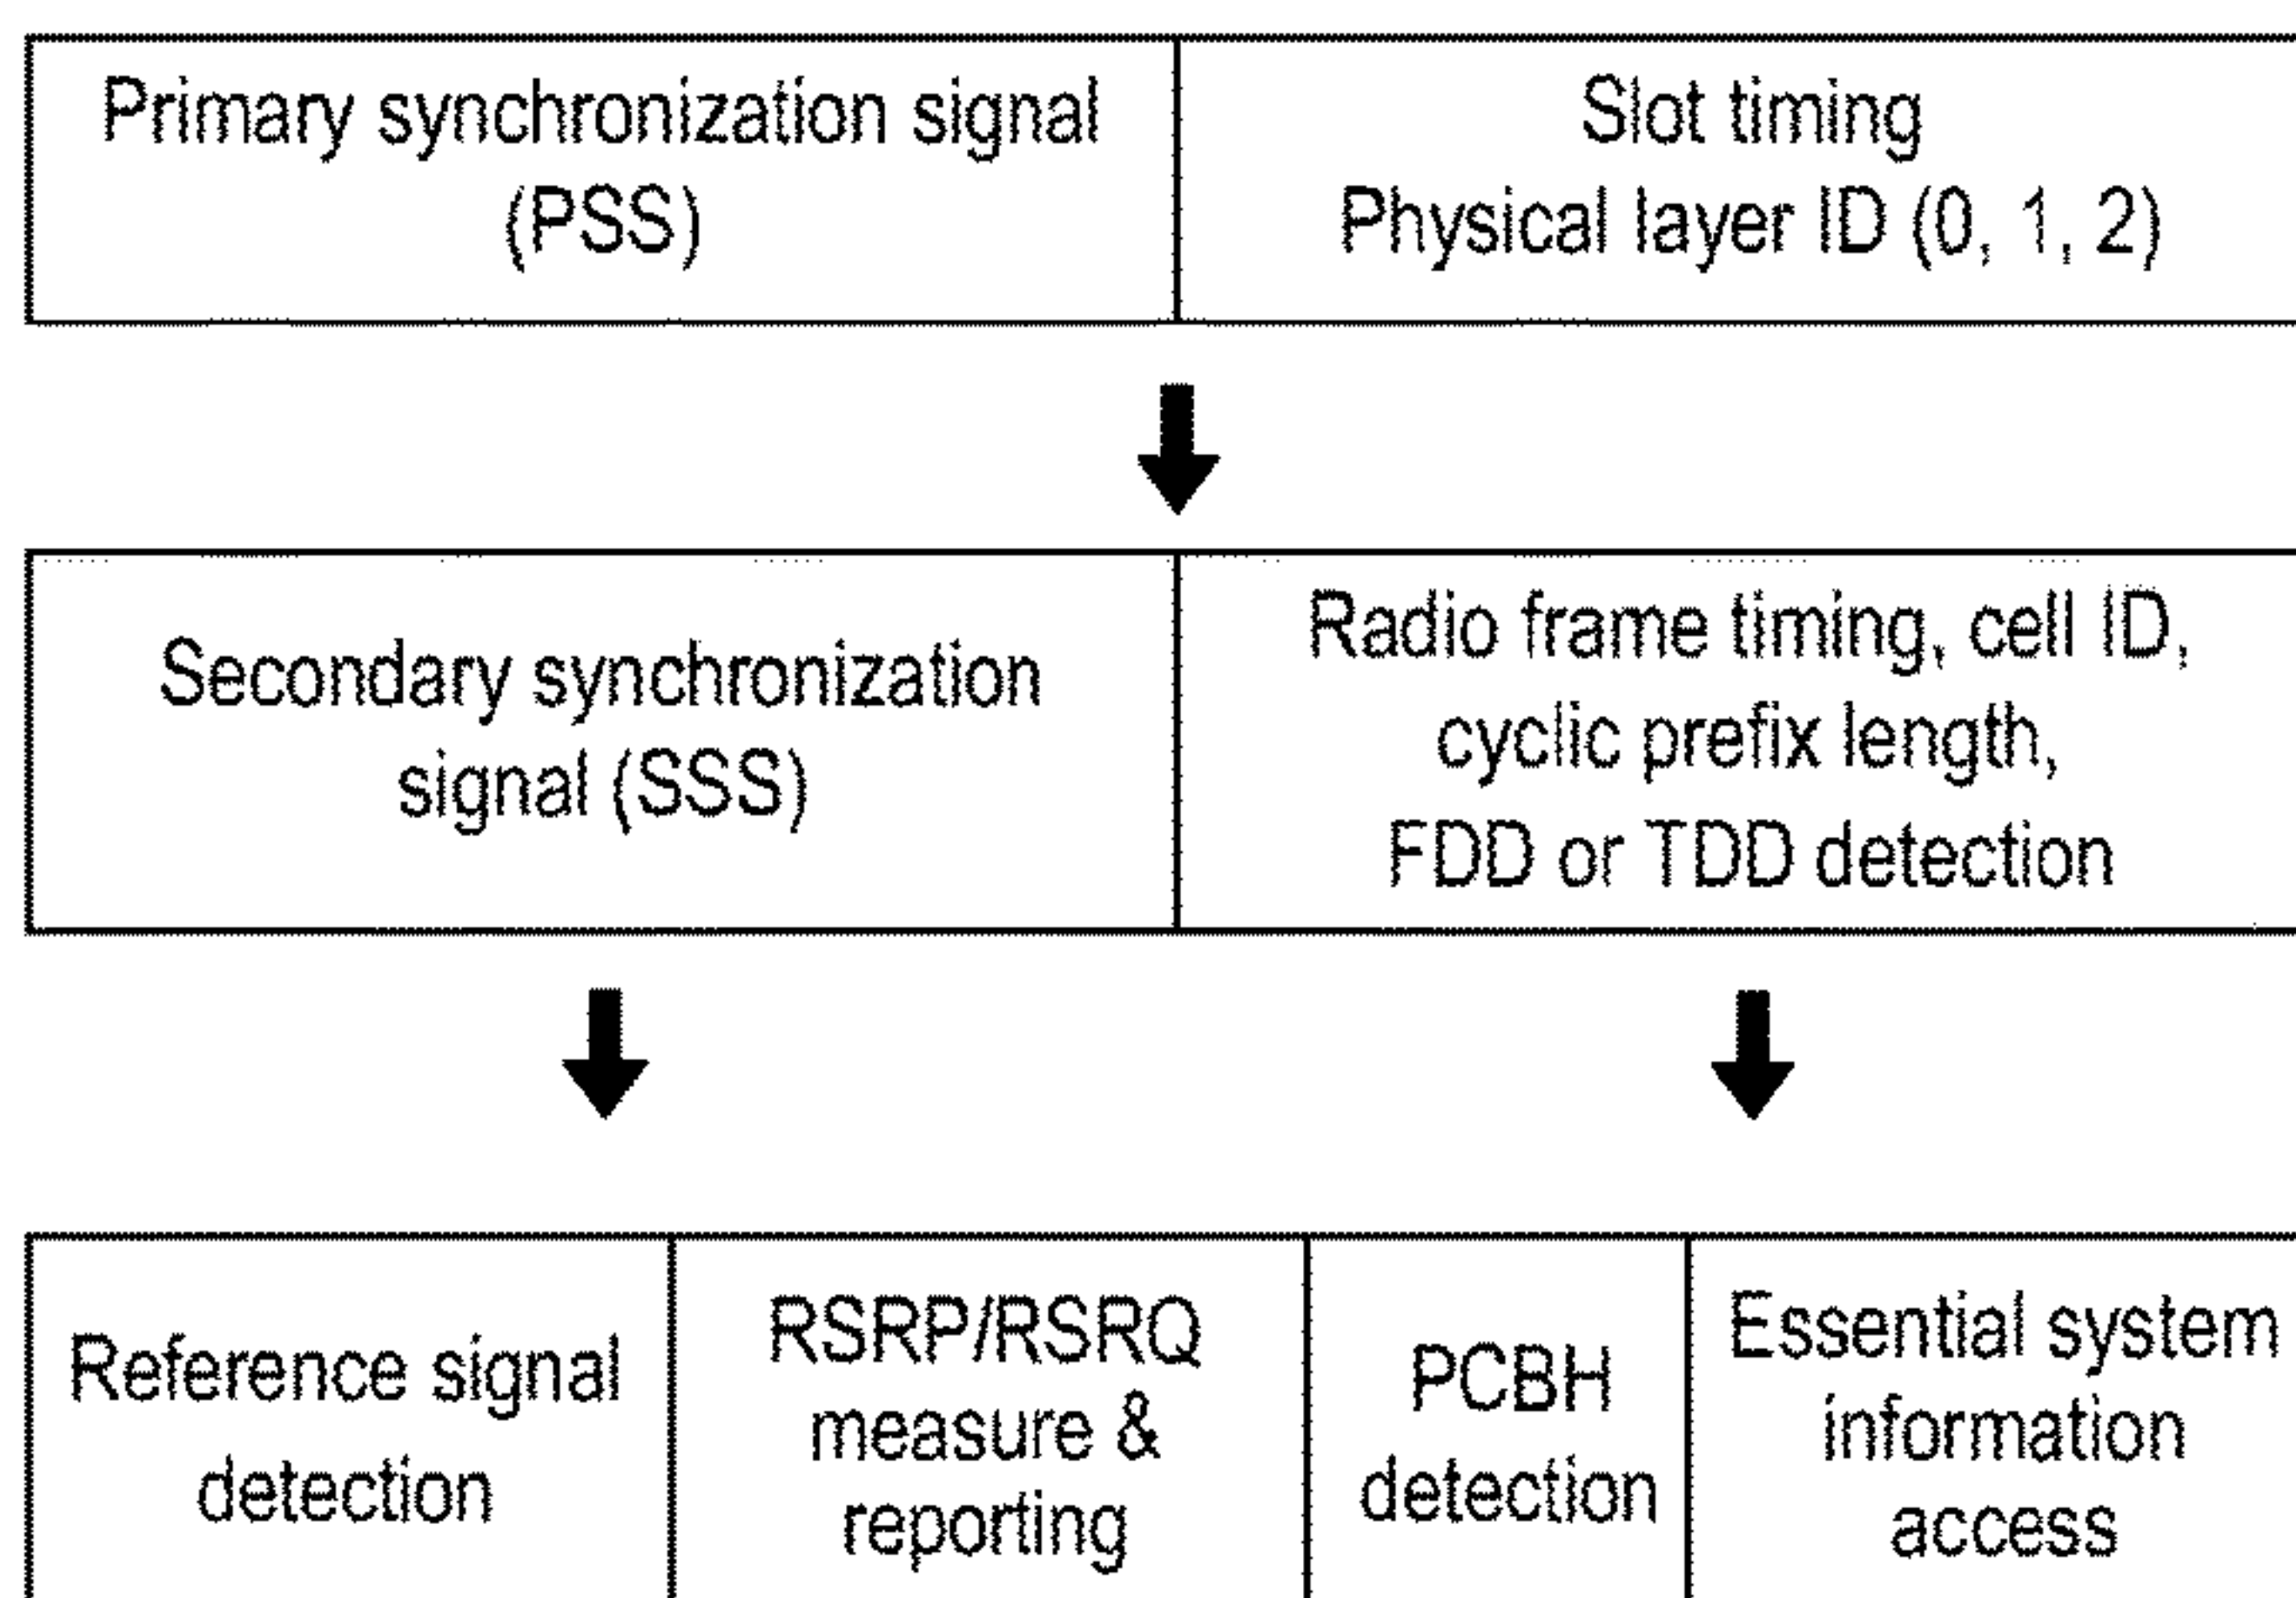 Primary synchronization signal
(PSS)
Slot timing
Physical layer ID (0, 1, 2)
Secondary synchronization
signal (SSS)
Radio frame timing, cell ID,
cyclic prefix length,
FDD or TDD detection
Reference signal
detection
RSRP/RSRQ
measure &
reporting
PCBH
detection
Essential system
information
access